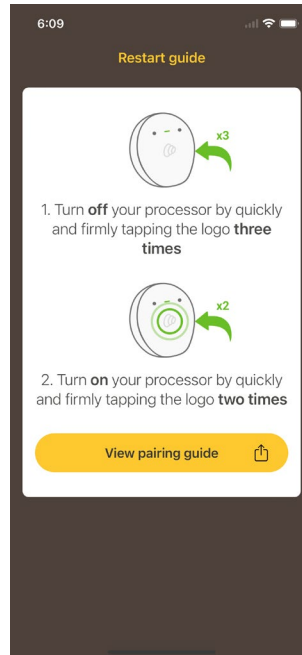 6:09
Restart guide
x3
1. Turn off your processor by quickly
and firmly tapping the logo three
times
x2
2. Turn on your processor by quickly
and firmly tapping the logo two times
View pairing guide